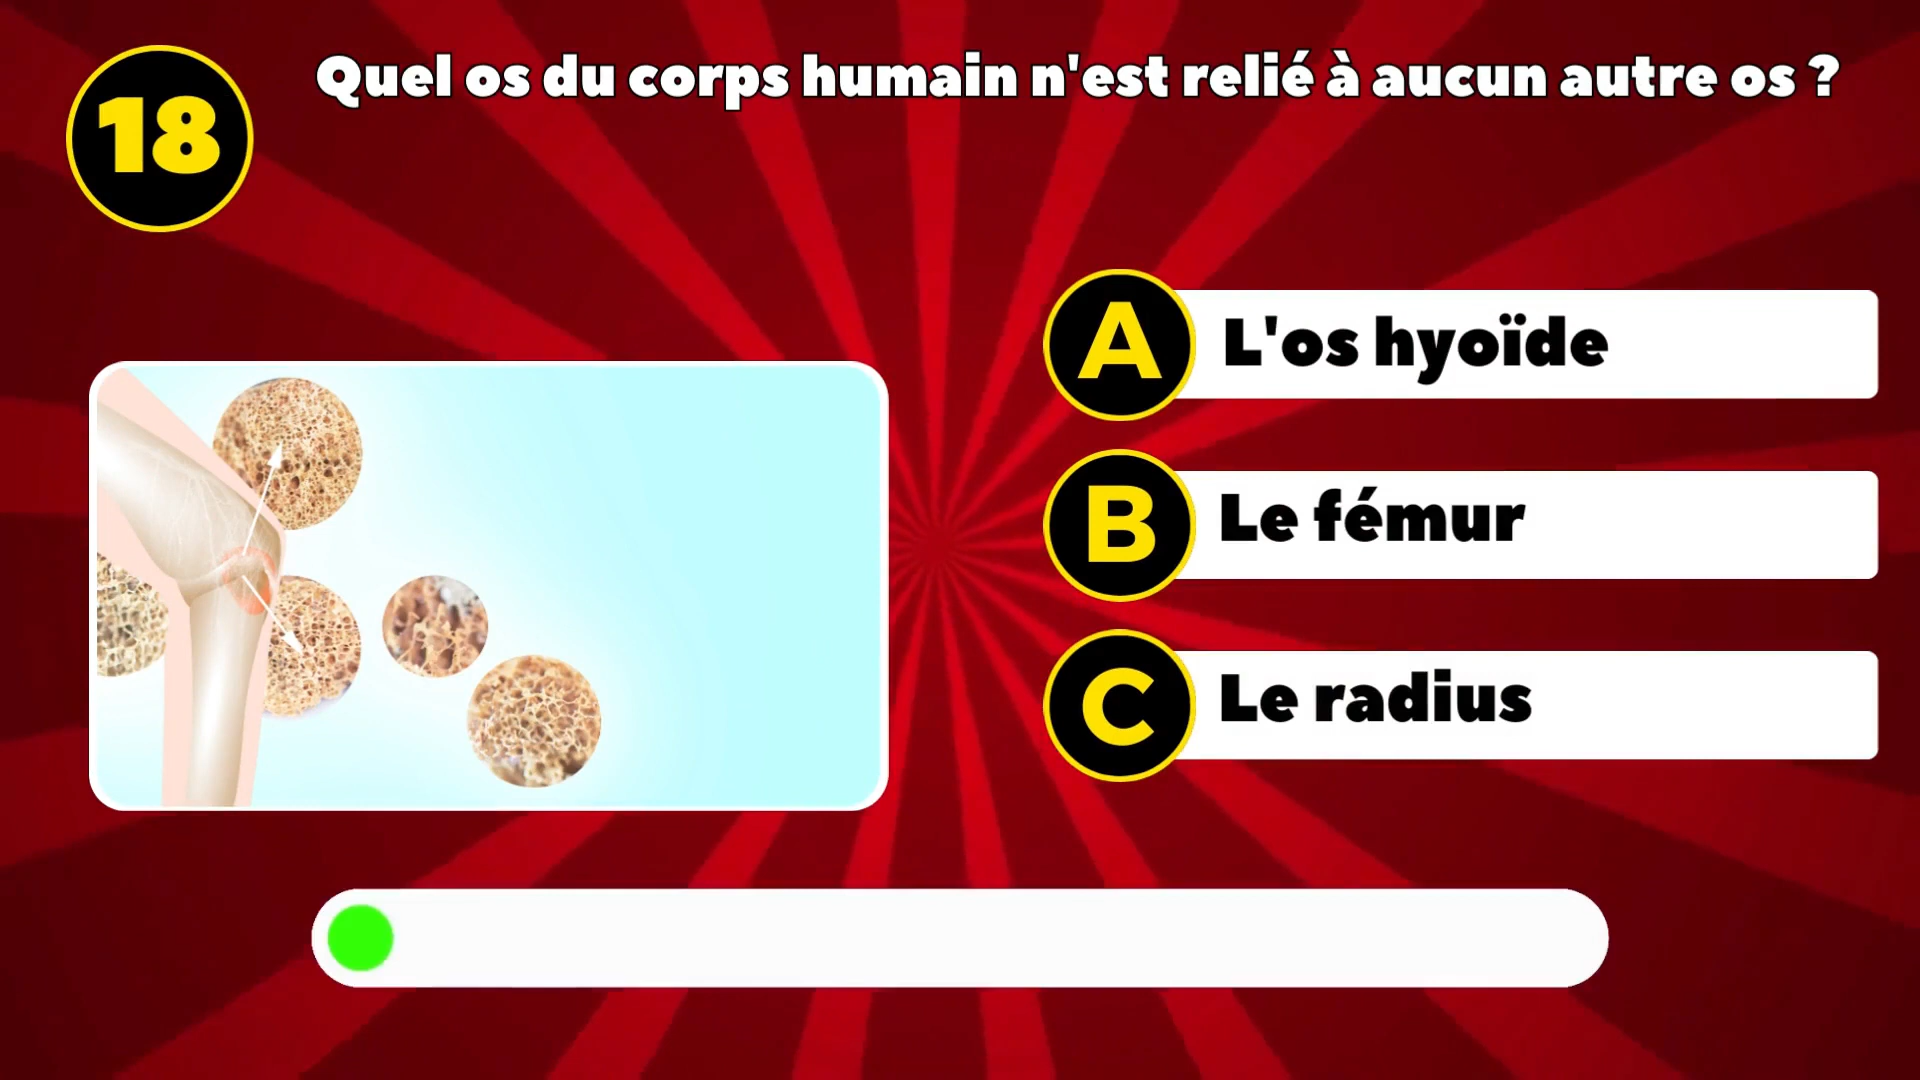 18
Quel os du corps humain n'est relié à aucun autre os ?
A L'os hyoïde
B Le fémur
C Le radius